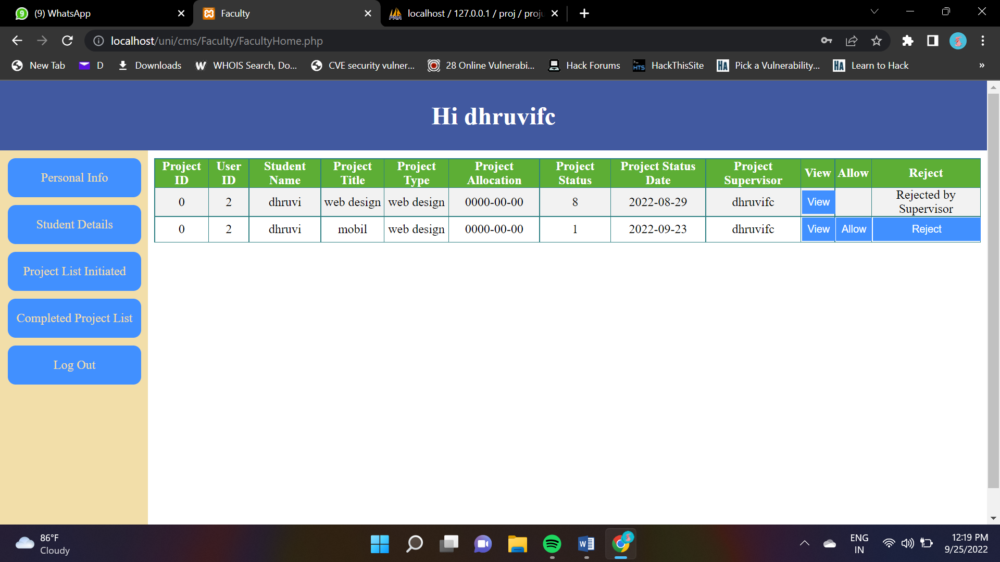 (9) WhatsApp
Faculty
localhost / 127.0.0.1 / proj / proju
localhost/uni/cms/Faculty/FacultyHome.php
New Tab D Downloads WHOIS Search, Do... CVE security vulner... 28 Online Vulnerabi... Hack Forums HackThisSite Pick a Vulnerability... Learn to Hack »
Hi dhruvifc
Personal Info
Student Details
Project List Initiated
Completed Project List
Log Out
Project ID User ID Student Name Project Title Project Type Project Allocation Project Status Project Status Date Project Supervisor View Allow Reject
0 2 dhruvi web design web design 0000-00-00 8 2022-08-29 dhruvifc View Rejected by Supervisor
0 2 dhruvi mobil web design 0000-00-00 1 2022-09-23 dhruvifc View Allow Reject
86°F
Cloudy
ENG
IN
12:19 PM
9/25/2022